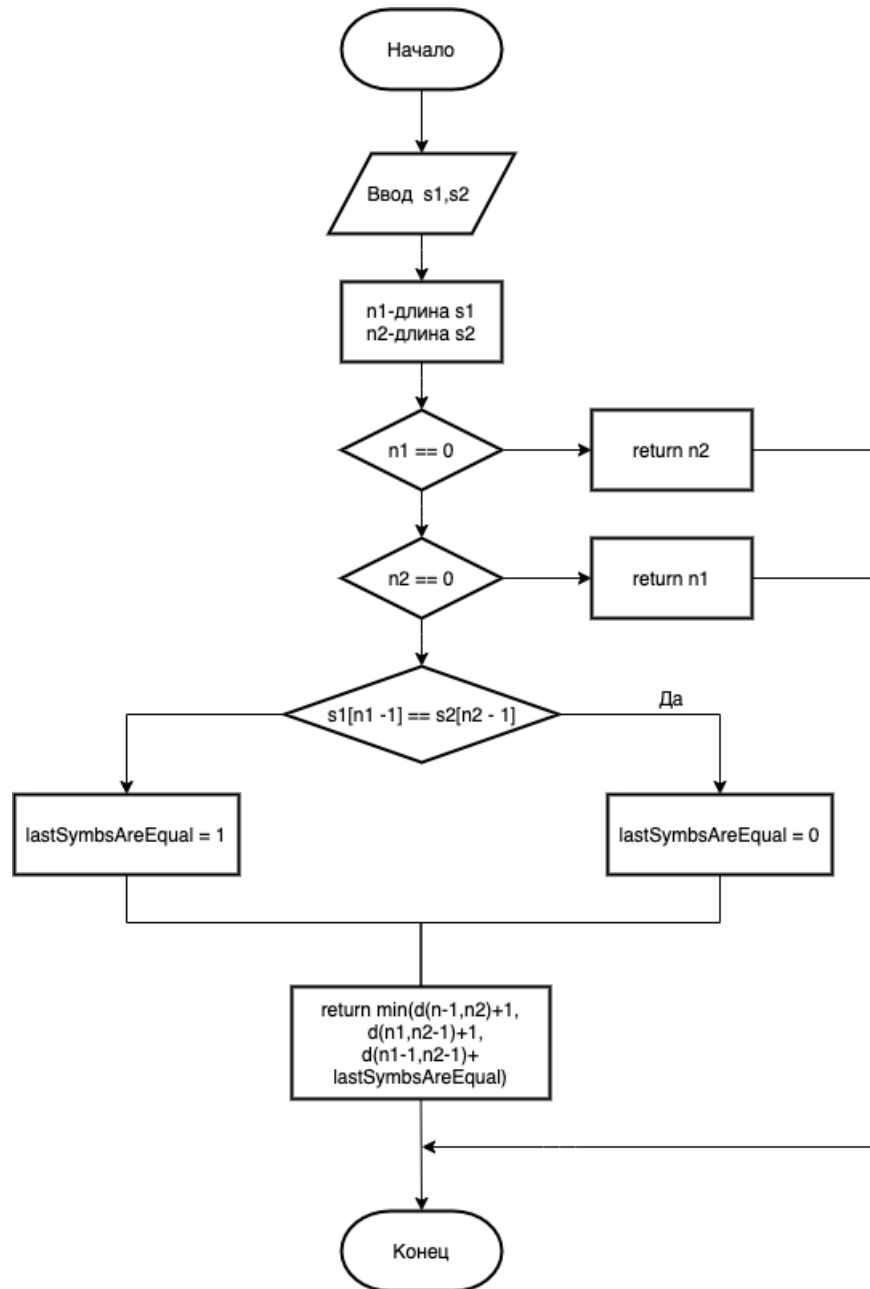 Начало
Ввод s1,s2
n1-длина s1
n2-длина s2
n1 == 0
return n2
n2 == 0
return n1
s1[n1 -1] == s2[n2 - 1]
Да
lastSymbsAreEqual = 1
lastSymbsAreEqual = 0
return min(d(n-1,n2)+1,
d(n1,n2-1)+1,
d(n1-1,n2-1)+
lastSymbsAreEqual)
Конец